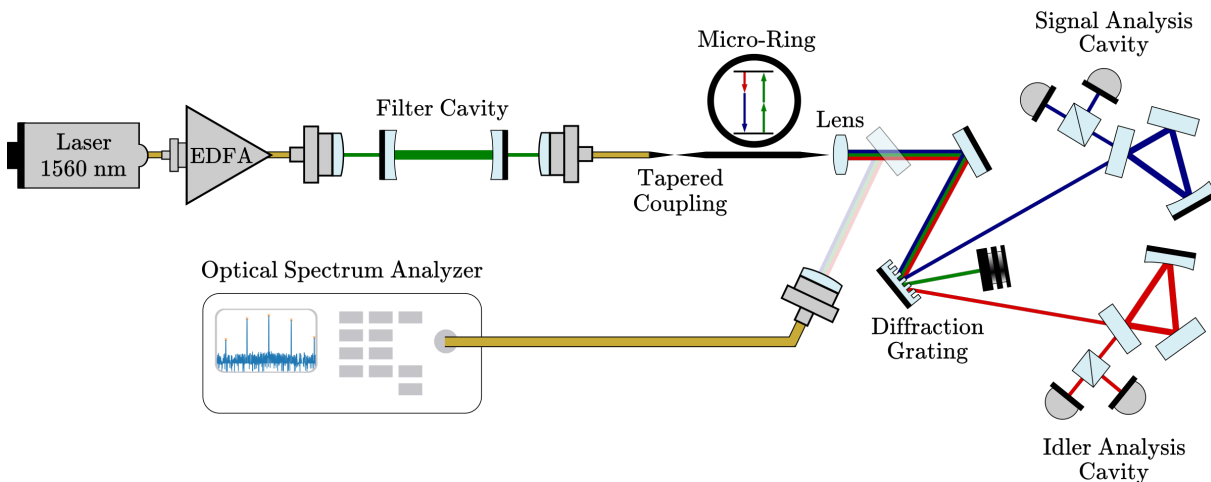 Laser
1560 nm
EDFA
Filter Cavity
Micro-Ring
Tapered
Coupling
Lens
Signal Analysis
Cavity
Optical Spectrum Analyzer
Diffraction
Grating
Idler Analysis
Cavity